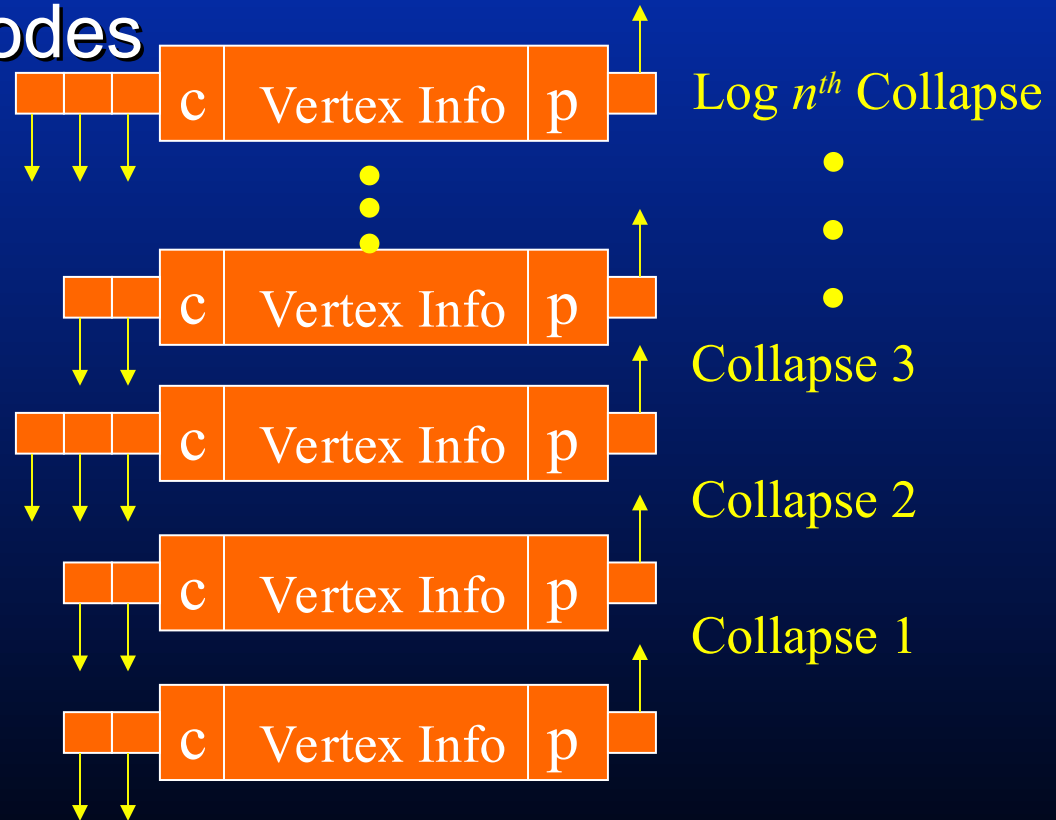 odes
c Vertex Info p Log nth Collapse
c Vertex Info p
Collapse 3
c Vertex Info p
Collapse 2
c Vertex Info p
Collapse 1
c Vertex Info p